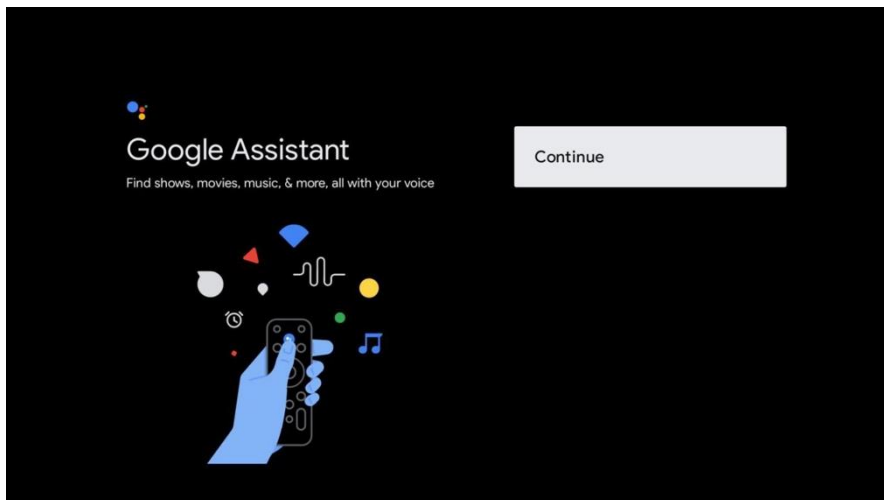 Google Assistant
Find shows, movies, music, & more, all with your voice
Continue